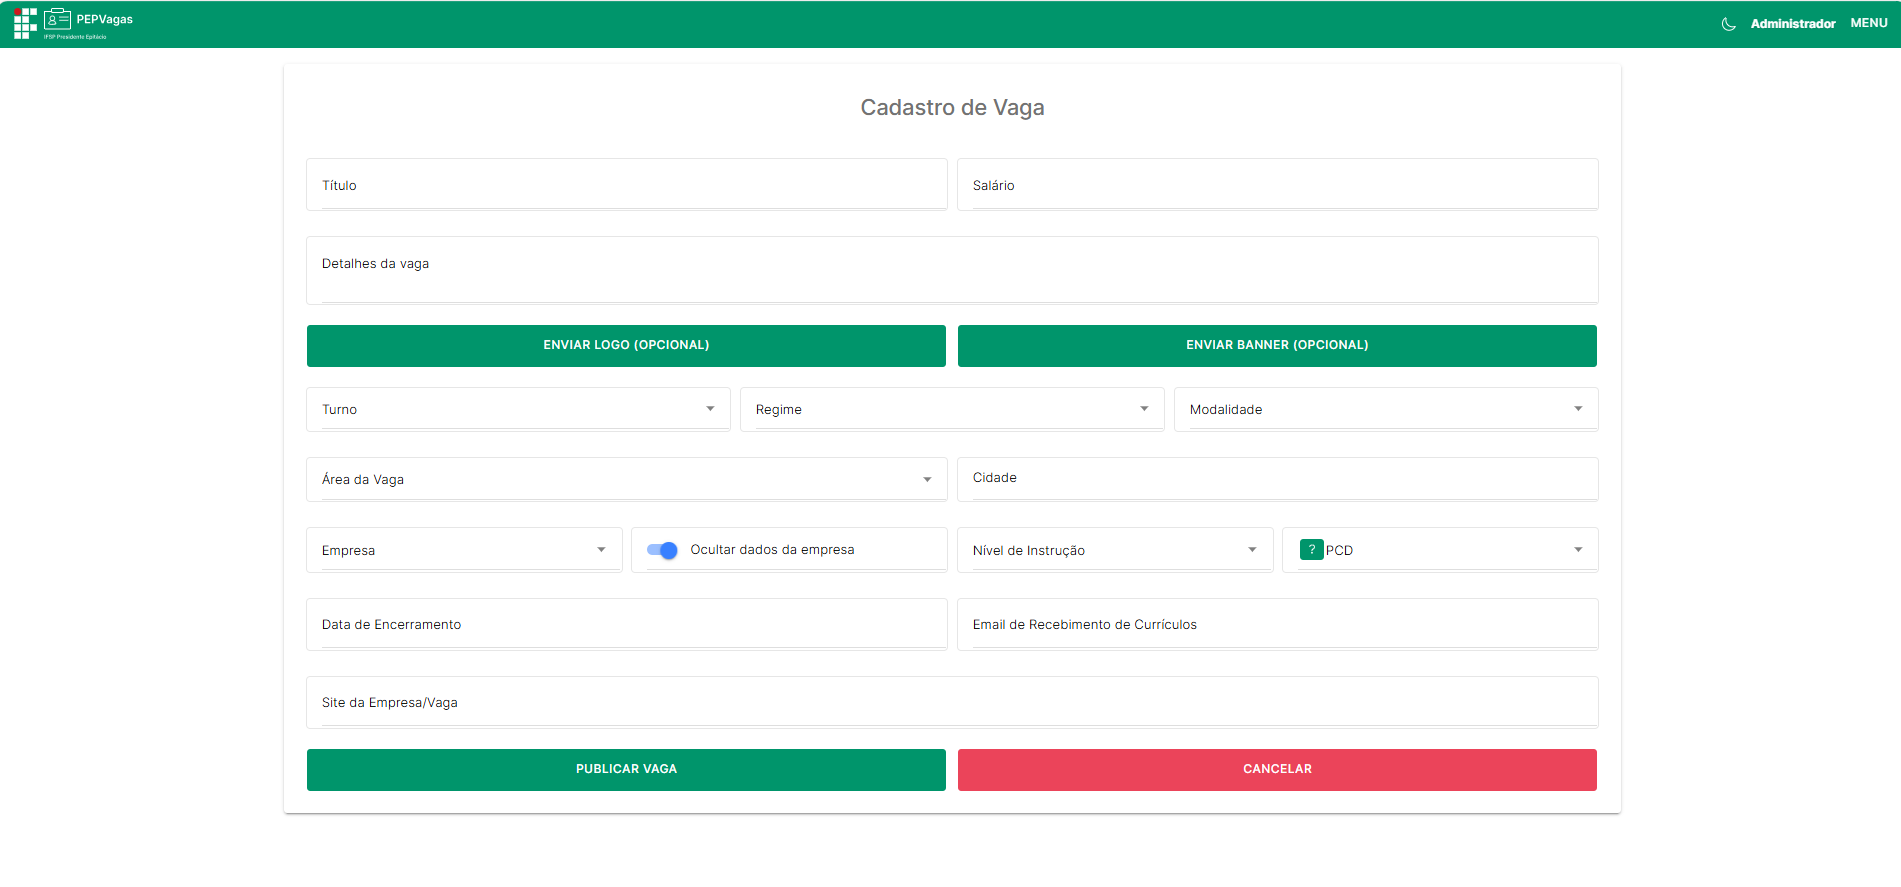 PEPVagas
IFSP Presidente Epitácio
Administrador MENU
Cadastro de Vaga
Título Salário
Detalhes da vaga
ENVIAR LOGO (OPCIONAL) ENVIAR BANNER (OPCIONAL)
Turno Regime Modalidade
Área da Vaga Cidade
Empresa Ocultar dados da empresa Nível de Instrução ? PCD
Data de Encerramento Email de Recebimento de Currículos
Site da Empresa/Vaga
PUBLICAR VAGA CANCELAR